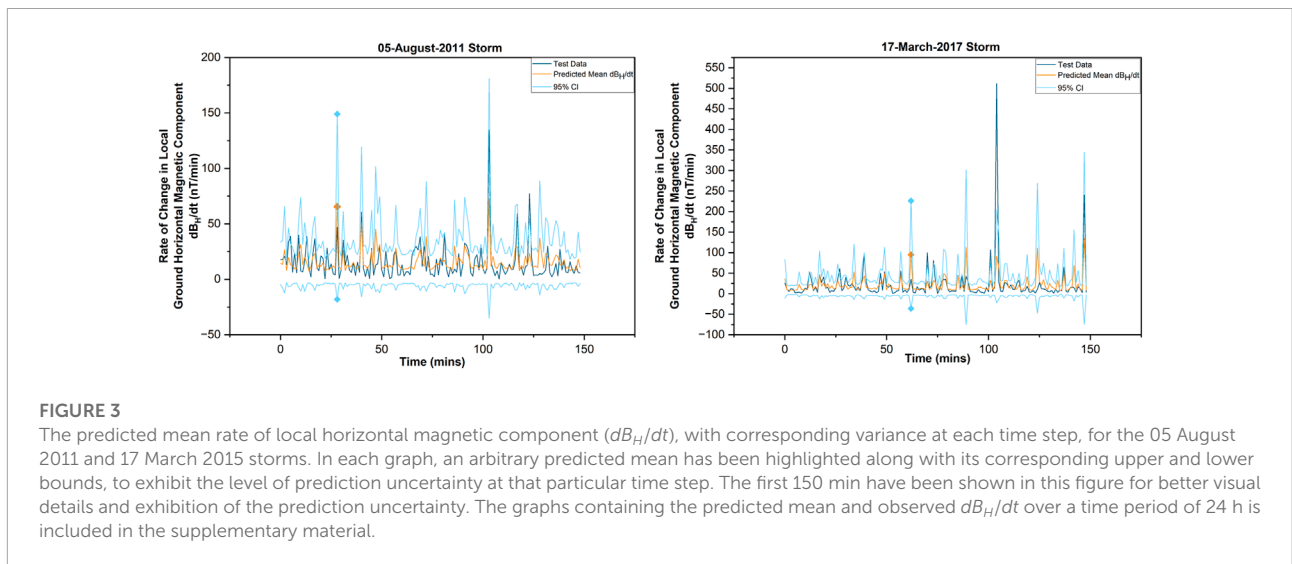 05-August-2011 Storm
200
150
100
50
0
−50
0
50
100
150
Rate of Change in Local
Ground Horizontal Magnetic Component
dB_H/dt (nT/min)
Time (mins)
Test Data
Predicted Mean dB_H/dt
95% CI
17-March-2017 Storm
550
500
450
400
350
300
250
200
150
100
50
0
−50
−100
0
50
100
150
Rate of Change in Local
Ground Horizontal Magnetic Component
dB_H/dt (nT/min)
Time (mins)
Test Data
Predicted Mean dB_H/dt
95% CI
FIGURE 3
The predicted mean rate of local horizontal magnetic component (dB_H/dt), with corresponding variance at each time step, for the 05 August
2011 and 17 March 2015 storms. In each graph, an arbitrary predicted mean has been highlighted along with its corresponding upper and lower
bounds, to exhibit the level of prediction uncertainty at that particular time step. The first 150 min have been shown in this figure for better visual
details and exhibition of the prediction uncertainty. The graphs containing the predicted mean and observed dB_H/dt over a time period of 24 h is
included in the supplementary material.